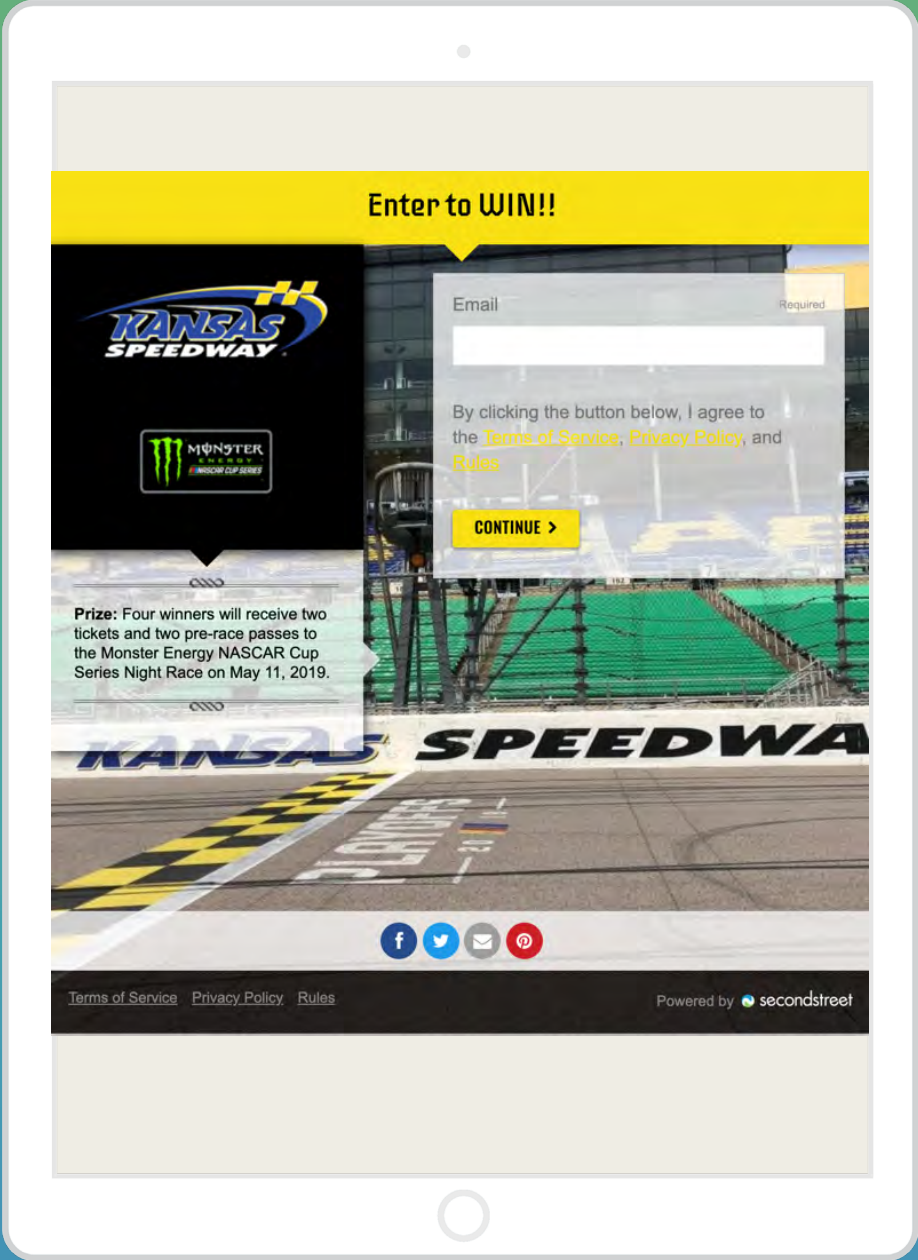 Enter to WIN!!
KANSAS
SPEEDWAY
MONSTER
ENERGY
NASCAR CUP SERIES
Email
Required
By clicking the button below, I agree to
the Terms of Service, Privacy Policy, and
Rules
CONTINUE
Prize: Four winners will receive two
tickets and two pre-race passes to
the Monster Energy NASCAR Cup
Series Night Race on May 11, 2019.
7
KANSAS SPEEDWA
PLAYOFFS
Terms of Service Privacy Policy Rules
Powered by secondstreet